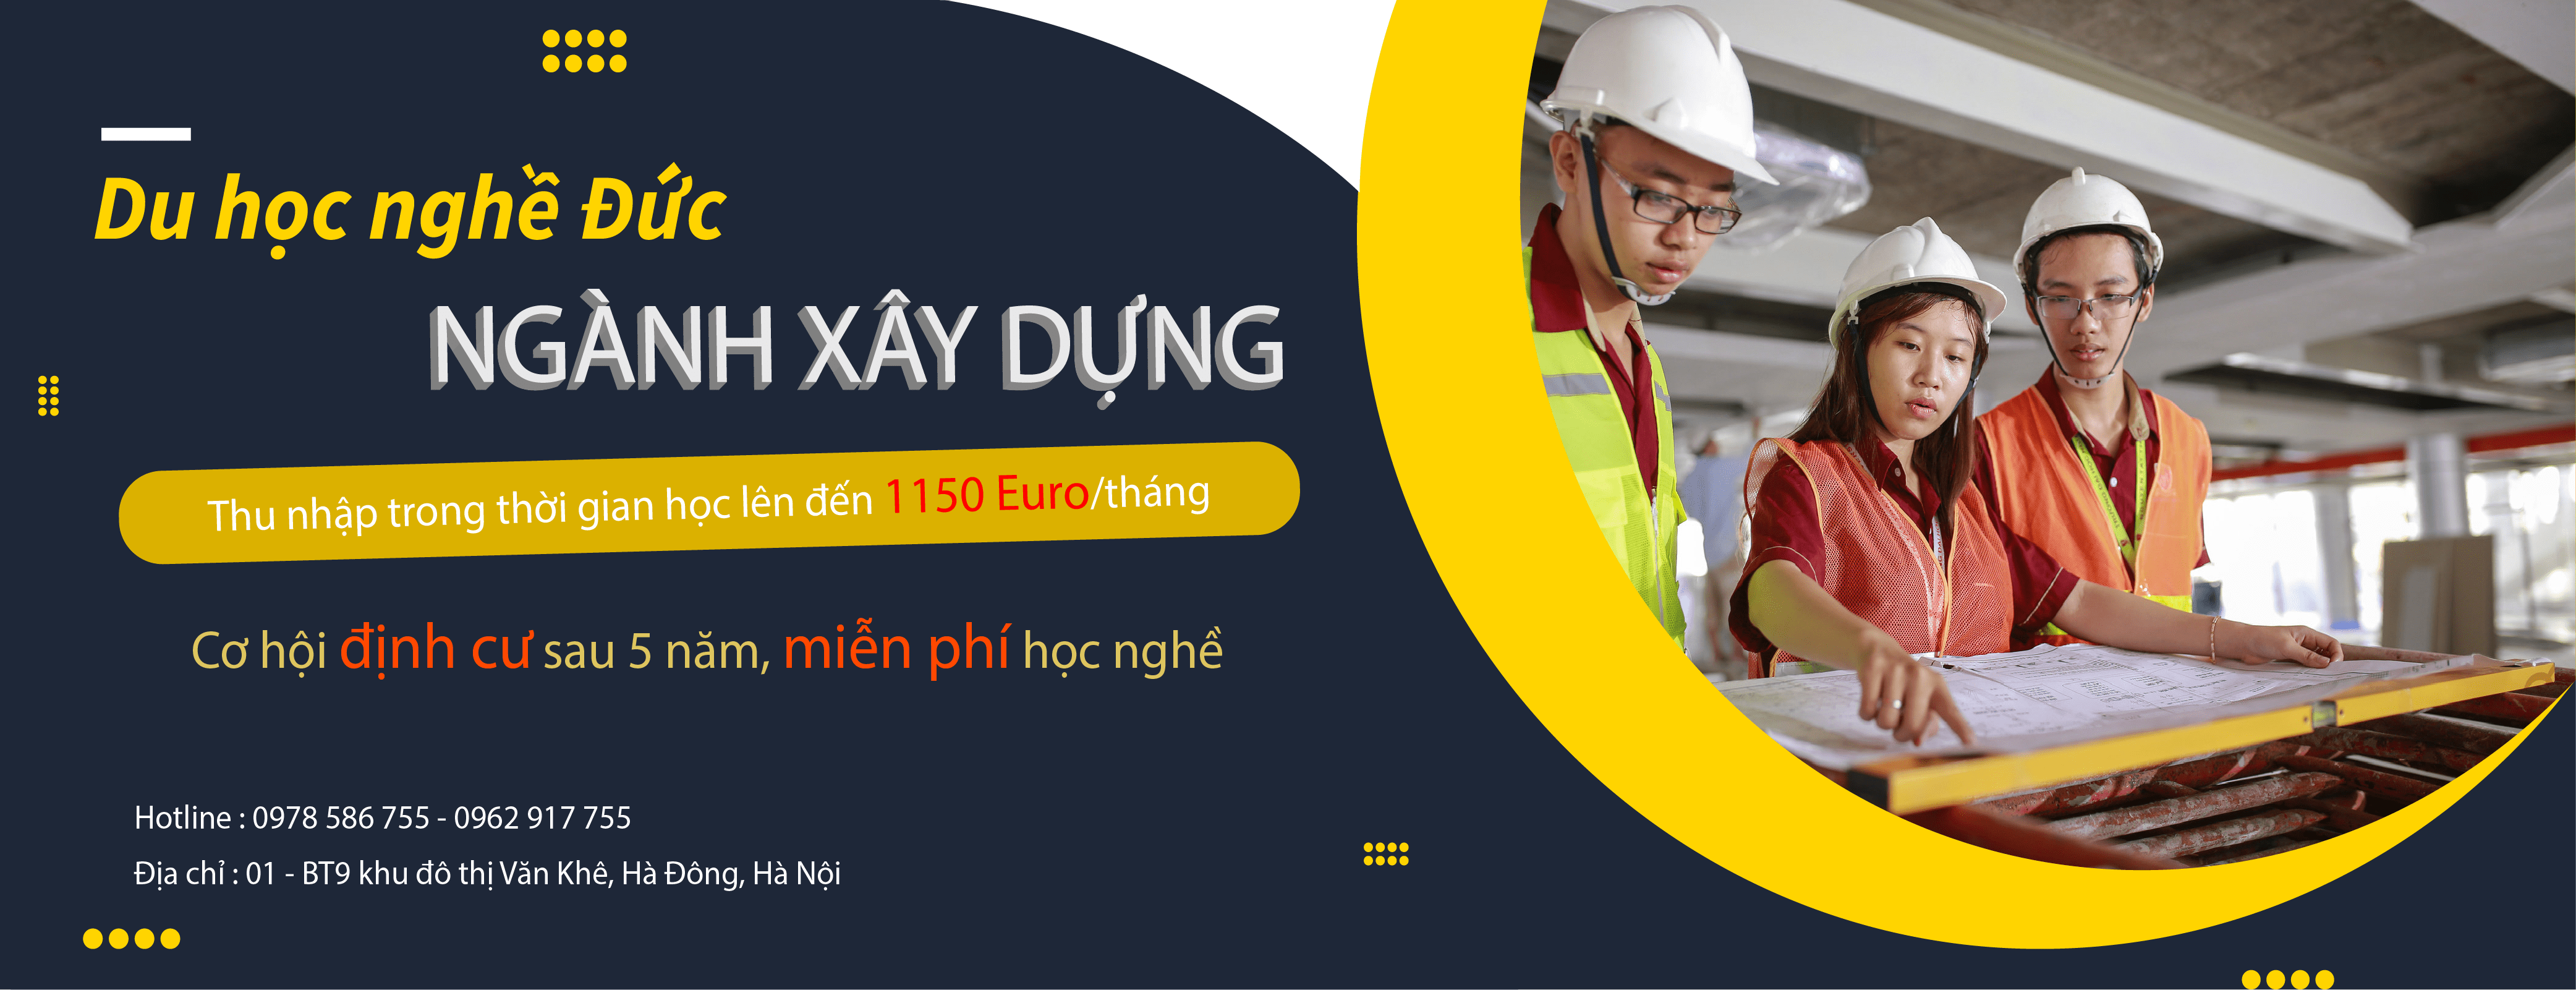 Du học nghề Đức
NGÀNH XÂY DỰNG
Thu nhập trong thời gian học lên đến 1150 Euro/tháng
Cơ hội định cư sau 5 năm, miễn phí học nghề
Hotline : 0978 586 755 - 0962 917 755
Địa chỉ : 01 - BT9 khu đô thị Văn Khê, Hà Đông, Hà Nội